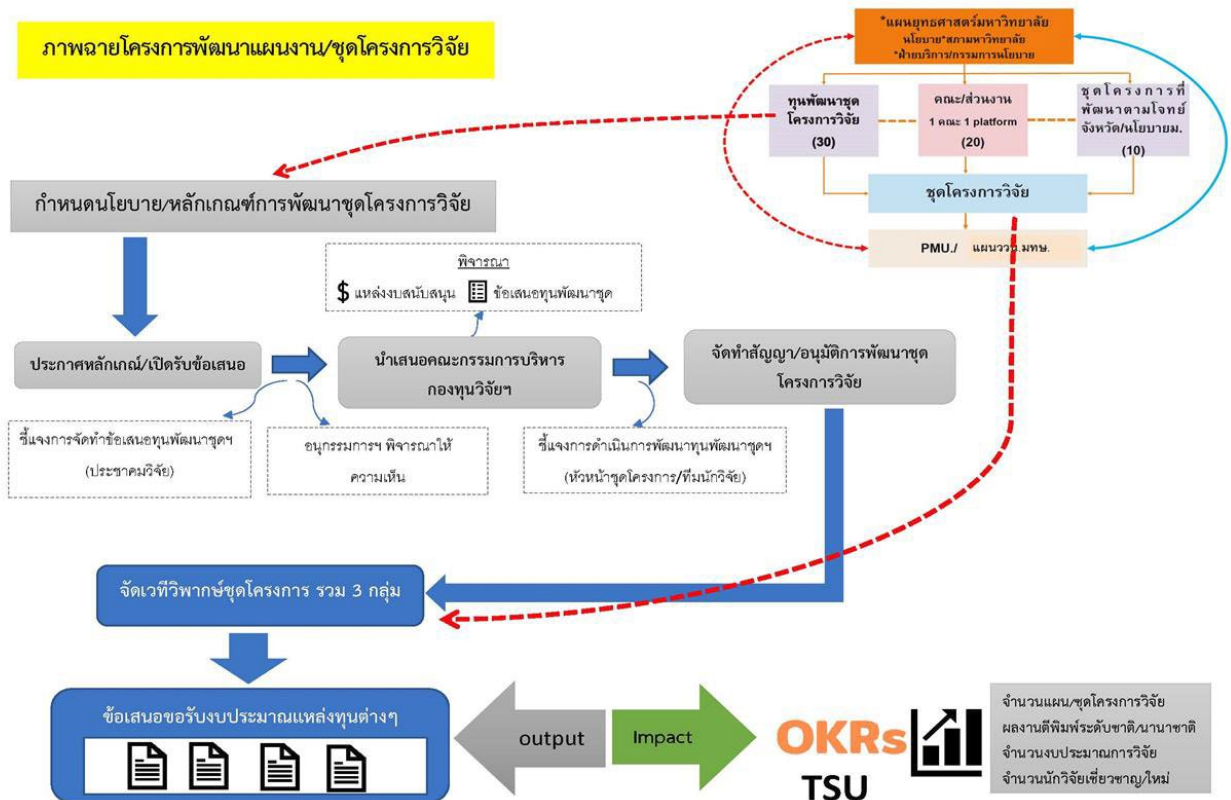 ภาพฉายโครงการพัฒนาแผนงาน/ชุดโครงการวิจัย
*แผนยุทธศาสตร์มหาวิทยาลัย
นโยบาย*สภามหาวิทยาลัย
*ฝ่ายบริการ/กรรมการนโยบาย
ทุนพัฒนาชุด
โครงการวิจัย
(30)
คณะ/ส่วนงาน
1 คณะ 1 platform
(20)
ชุดโครงการที่
พัฒนาตามโจทย์
จังหวัด/นโยบายม.
(10)
ชุดโครงการวิจัย
PMU./ แผนววน.มทษ.
กำหนดนโยบาย/หลักเกณฑ์การพัฒนาชุดโครงการวิจัย
พิจารณา
$ แหล่งงบสนับสนุน ข้อเสนอทุนพัฒนาชุด
ประกาศหลักเกณ์/เปิดรับข้อเสนอ
นำเสนอคณะกรรมการบริหาร
กองทุนวิจัยฯ
จัดทำสัญญา/อนุมัติการพัฒนาชุด
โครงการวิจัย
ชี้แจงการจัดทำข้อเสนอทุนพัฒนาชุดฯ
(ประชาคมวิจัย)
อนุกรรมการฯ พิจารณาให้
ความเห็น
ชี้แจงการดำเนินการพัฒนาทุนพัฒนาชุดฯ
(หัวหน้าชุดโครงการ/ทีมนักวิจัย)
จัดเวทีวิพากษ์ชุดโครงการ รวม 3 กลุ่ม
ข้อเสนอขอรับงบประมาณแหล่งทุนต่างๆ
output
Impact
OKRs
TSU
จำนวนแผน/ชุดโครงการวิจัย
ผลงานตีพิมพ์ระดับชาติ/นานาชาติ
จำนวนงบประมาณการวิจัย
จำนวนนักวิจัยเชี่ยวชาญ/ใหม่